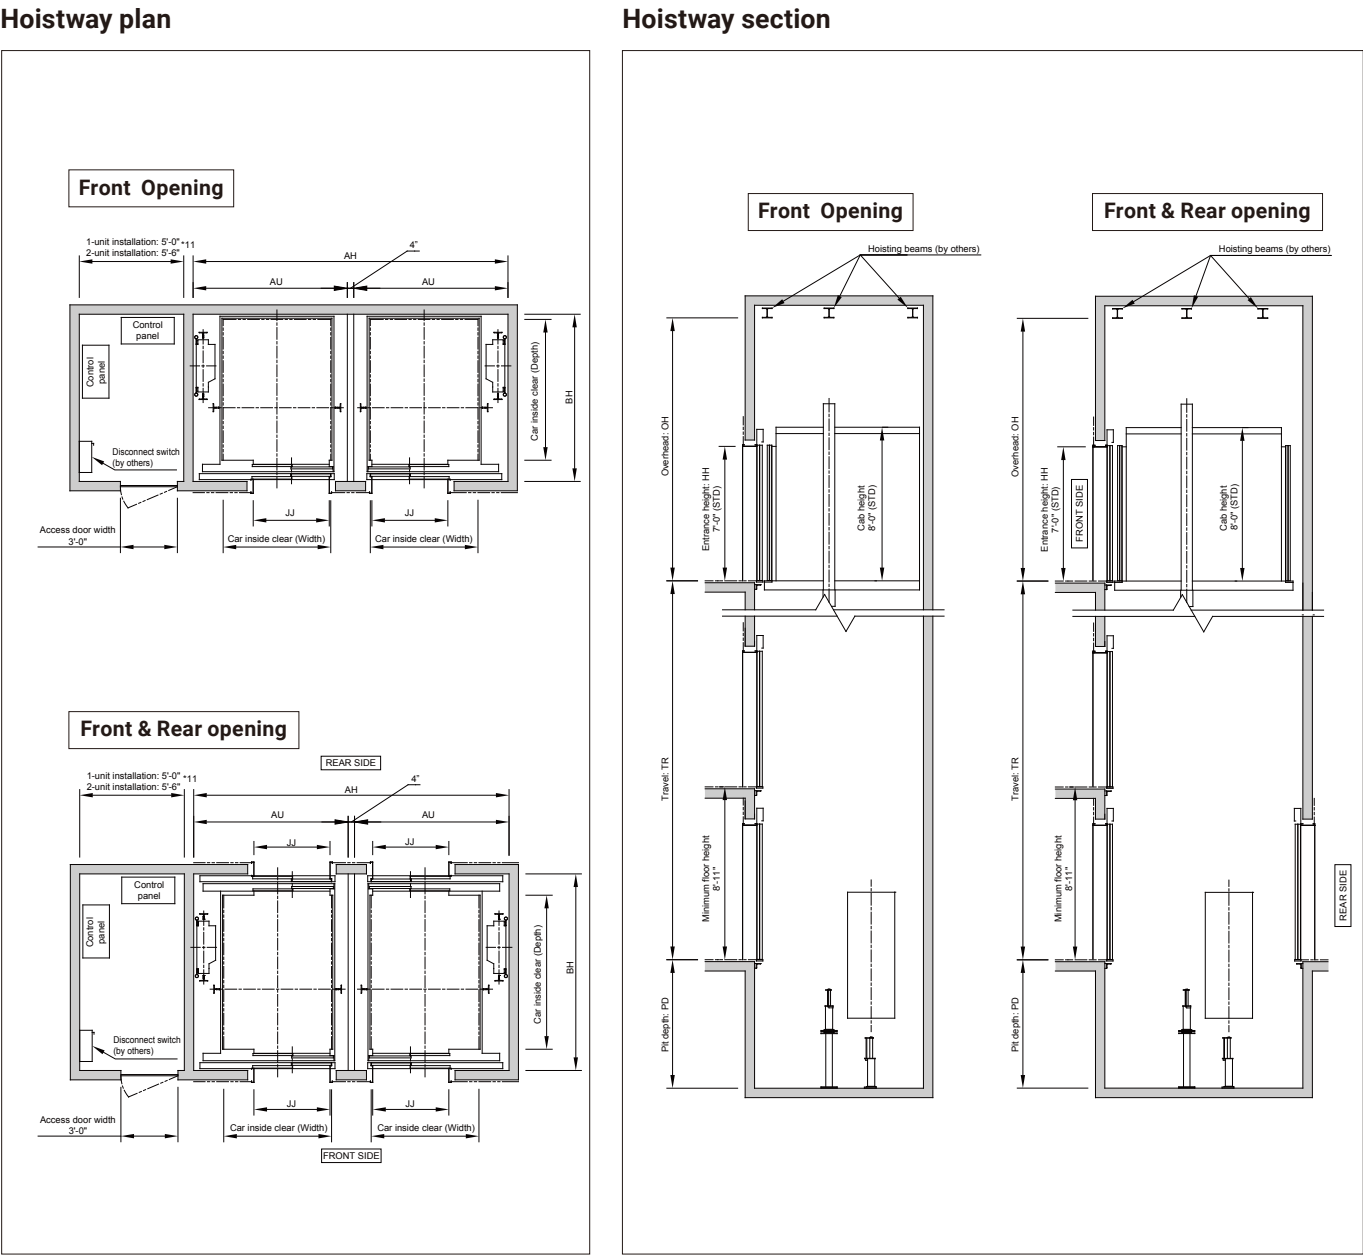 Hoistway plan
Front Opening
1-unit installation: 5'-0" *11
2-unit installation: 5'-6"
4"
AH
AU
AU
Control
panel
Control
panel
Disconnect switch
(by others)
Car inside clear (Depth)
BH
Access door width
3'-0"
JJ
JJ
Car inside clear (Width)
Car inside clear (Width)
Front & Rear opening
REAR SIDE
1-unit installation: 5'-0" *11
2-unit installation: 5'-6"
4"
AH
AU
AU
JJ
JJ
Control
panel
Control
panel
Disconnect switch
(by others)
Car inside clear (Depth)
BH
Access door width
3'-0"
JJ
JJ
Car inside clear (Width)
Car inside clear (Width)
FRONT SIDE
Hoistway section
Front Opening
Hoisting beams (by others)
Overhead: OH
Entrance height: HH
7'-0" (STD)
Cab height
8'-0" (STD)
Travel: TR
Minimum floor height
8'-11"
Pit depth: PD
Front & Rear opening
Hoisting beams (by others)
Overhead: OH
Entrance height: HH
7'-0" (STD)
FRONT SIDE
Cab height
8'-0" (STD)
Travel: TR
Minimum floor height
8'-11"
REAR SIDE
Pit depth: PD